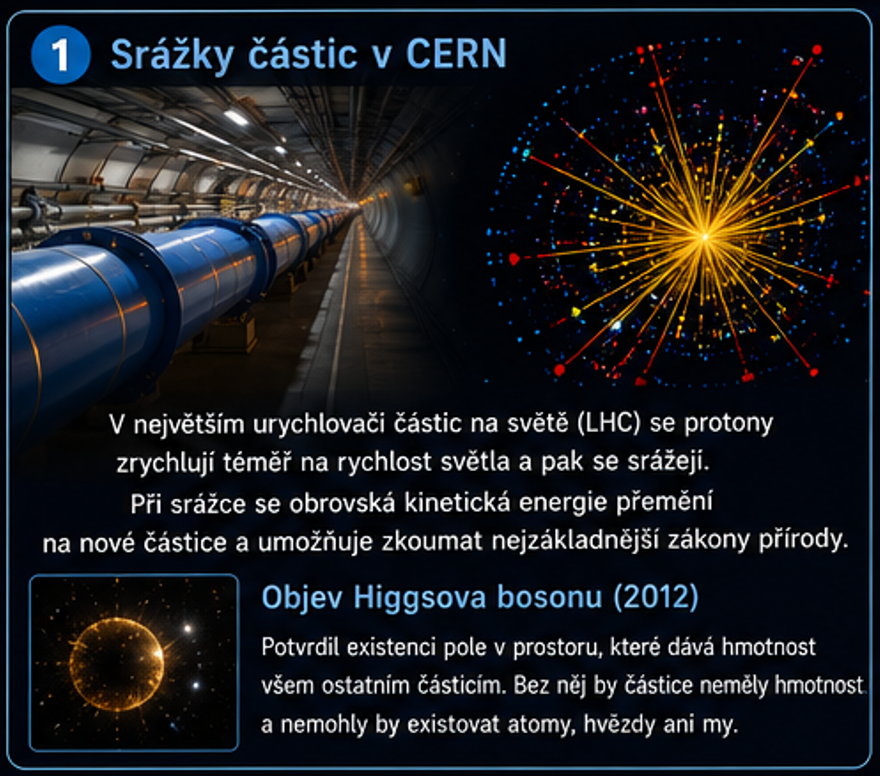 1 Srážky částic v CERN
V největším urychlovači částic na světě (LHC) se protony
zrychlují téměř na rychlost světla a pak se srážejí.
Při srážce se obrovská kinetická energie přemění
na nové částice a umožňuje zkoumat nejzákladnější zákony přírody.
Objev Higgsova bosonu (2012)
Potvrdil existenci pole v prostoru, které dává hmotnost
všem ostatním částicím. Bez něj by částice neměly hmotnost.
a nemohly by existovat atomy, hvězdy ani my.